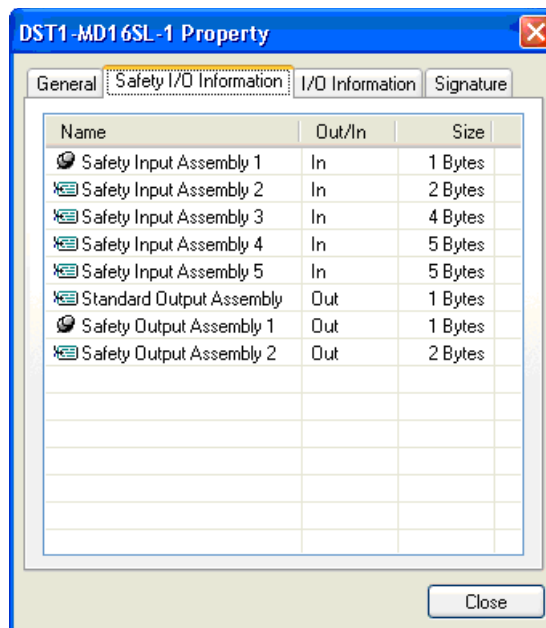 DST1-MD16SL-1 Property
General Safety I/O Information I/O Information Signature
Name Out/In Size
Safety Input Assembly 1 In 1 Bytes
Safety Input Assembly 2 In 2 Bytes
Safety Input Assembly 3 In 4 Bytes
Safety Input Assembly 4 In 5 Bytes
Safety Input Assembly 5 In 5 Bytes
Standard Output Assembly Out 1 Bytes
Safety Output Assembly 1 Out 1 Bytes
Safety Output Assembly 2 Out 2 Bytes
Close